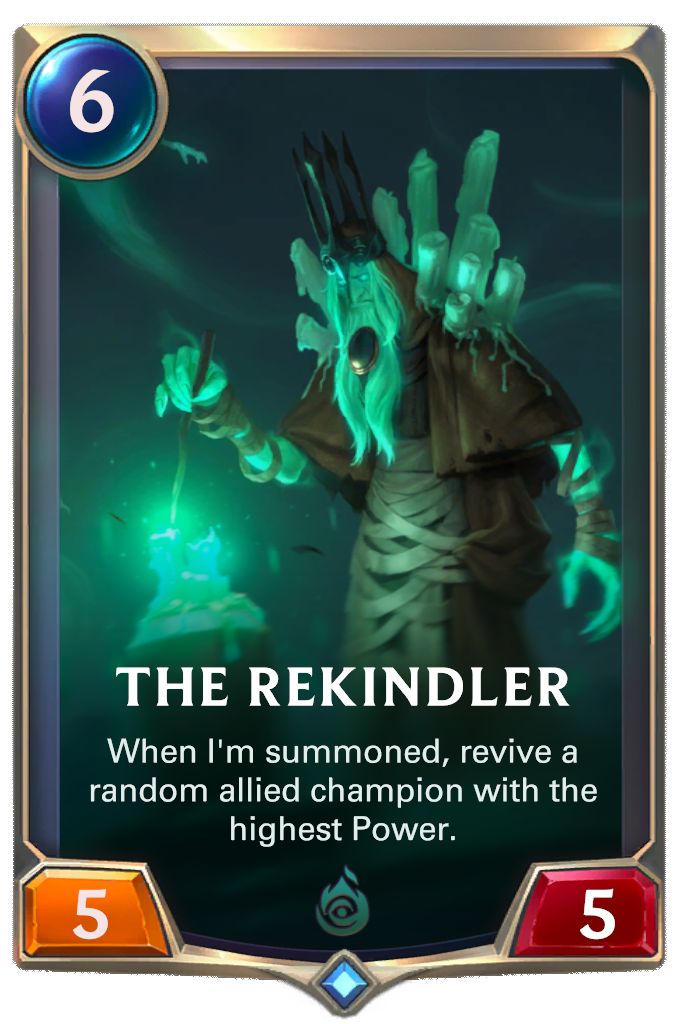 6
THE REKINDLER
When I'm summoned, revive a
random allied champion with the
highest Power.
5
5